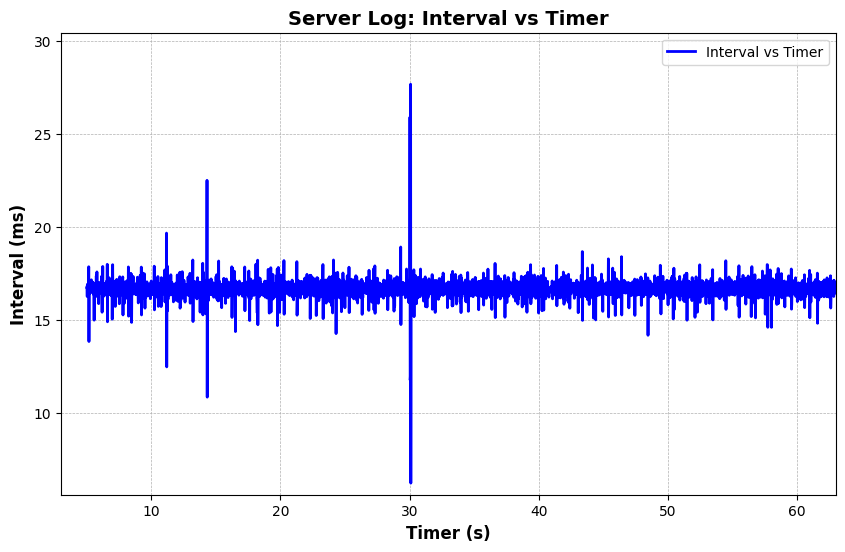 Server Log: Interval vs Timer
Interval vs Timer
30
25
20
15
10
Interval (ms)
10 20 30 40 50 60
Timer (s)